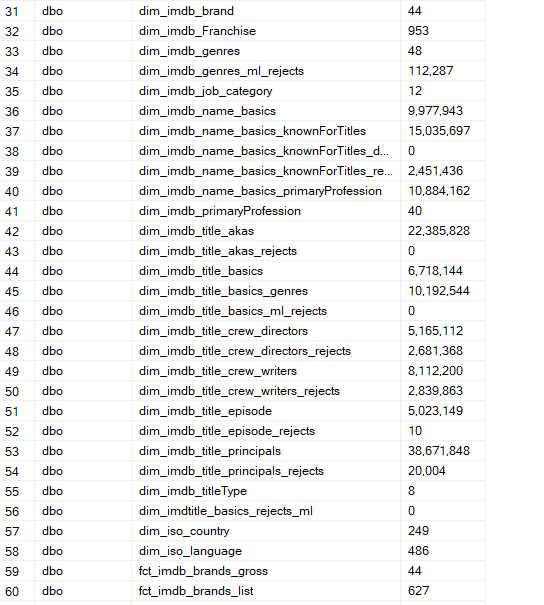 31 dbo dim_imdb_brand 44
32 dbo dim_imdb_Franchise 953
33 dbo dim_imdb_genres 48
34 dbo dim_imdb_genres_ml_rejects 112,287
35 dbo dim_imdb_job_category 12
36 dbo dim_imdb_name_basics 9,977,943
37 dbo dim_imdb_name_basics_knownForTitles 15,035,697
38 dbo dim_imdb_name_basics_knownForTitles_d... 0
39 dbo dim_imdb_name_basics_knownForTitles_re... 2,451,436
40 dbo dim_imdb_name_basics_primaryProfession 10,884,162
41 dbo dim_imdb_primaryProfession 40
42 dbo dim_imdb_title_akas 22,385,828
43 dbo dim_imdb_title_akas_rejects 0
44 dbo dim_imdb_title_basics 6,718,144
45 dbo dim_imdb_title_basics_genres 10,192,544
46 dbo dim_imdb_title_basics_ml_rejects 0
47 dbo dim_imdb_title_crew_directors 5,165,112
48 dbo dim_imdb_title_crew_directors_rejects 2,681,368
49 dbo dim_imdb_title_crew_writers 8,112,200
50 dbo dim_imdb_title_crew_writers_rejects 2,839,863
51 dbo dim_imdb_title_episode 5,023,149
52 dbo dim_imdb_title_episode_rejects 10
53 dbo dim_imdb_title_principals 38,671,848
54 dbo dim_imdb_title_principals_rejects 20,004
55 dbo dim_imdb_titleType 8
56 dbo dim_imdtitle_basics_rejects_ml 0
57 dbo dim_iso_country 249
58 dbo dim_iso_language 486
59 dbo fct_imdb_brands_gross 44
60 dbo fct_imdb_brands_list 627